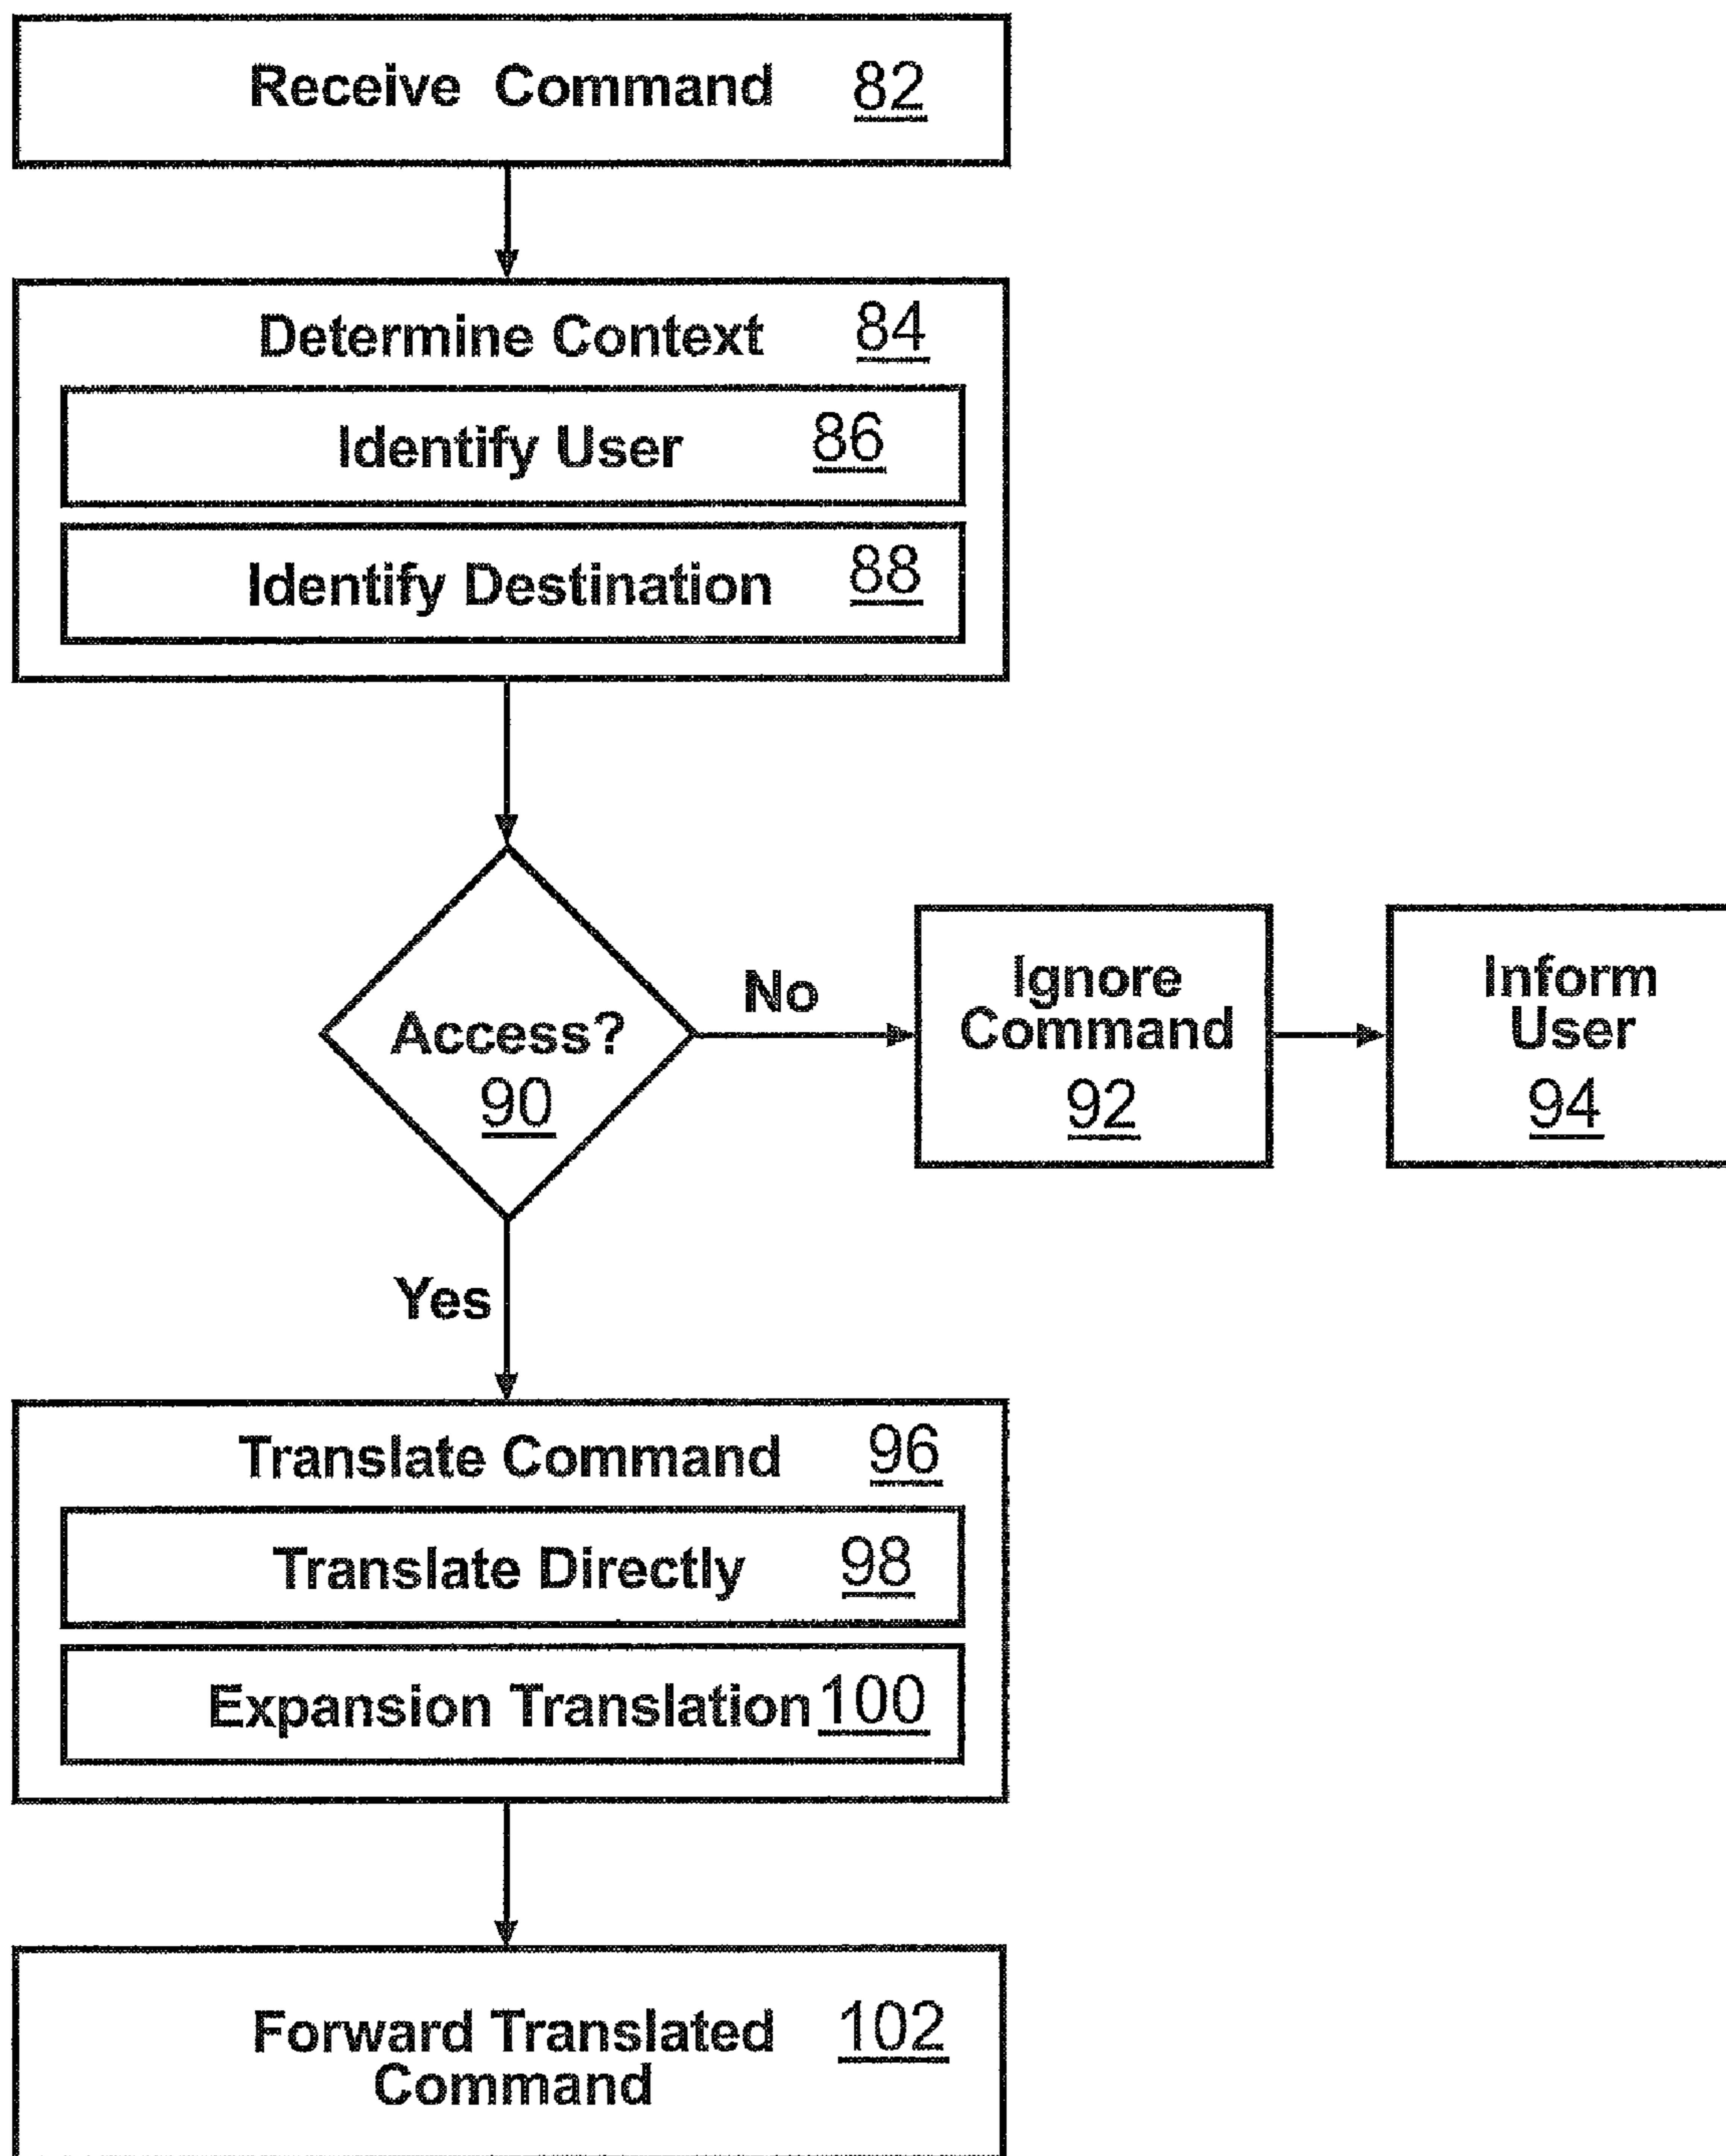 Receive Command 82
Determine Context 84
Identify User 86
Identify Destination 88
Access?
90
No
Ignore
Command
92
Inform
User
94
Yes
Translate Command 96
Translate Directly 98
Expansion Translation 100
Forward Translated 102
Command